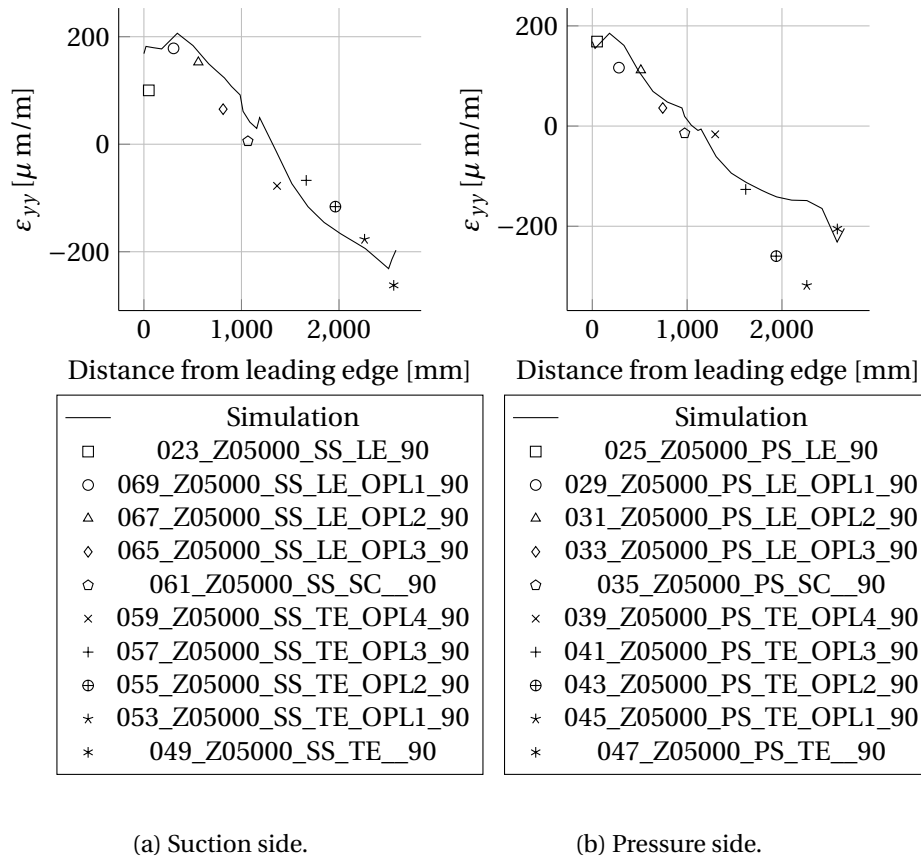 200
0
−200
ε_yy [μ m/m]
0 1,000 2,000
Distance from leading edge [mm]
Simulation
023_Z05000_SS_LE_90
069_Z05000_SS_LE_OPL1_90
067_Z05000_SS_LE_OPL2_90
065_Z05000_SS_LE_OPL3_90
061_Z05000_SS_SC__90
059_Z05000_SS_TE_OPL4_90
057_Z05000_SS_TE_OPL3_90
055_Z05000_SS_TE_OPL2_90
053_Z05000_SS_TE_OPL1_90
049_Z05000_SS_TE__90
(a) Suction side.
200
0
−200
ε_yy [μ m/m]
0 1,000 2,000
Distance from leading edge [mm]
Simulation
025_Z05000_PS_LE_90
029_Z05000_PS_LE_OPL1_90
031_Z05000_PS_LE_OPL2_90
033_Z05000_PS_LE_OPL3_90
035_Z05000_PS_SC__90
039_Z05000_PS_TE_OPL4_90
041_Z05000_PS_TE_OPL3_90
043_Z05000_PS_TE_OPL2_90
045_Z05000_PS_TE_OPL1_90
047_Z05000_PS_TE__90
(b) Pressure side.